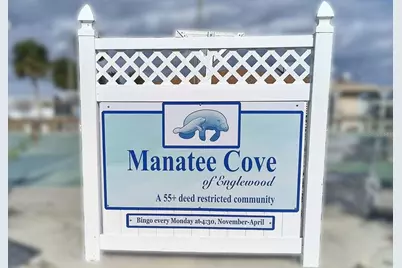 Manatee Cove
of Englewood
A 55+ deed restricted community
Bingo every Monday at 4:30, November-April